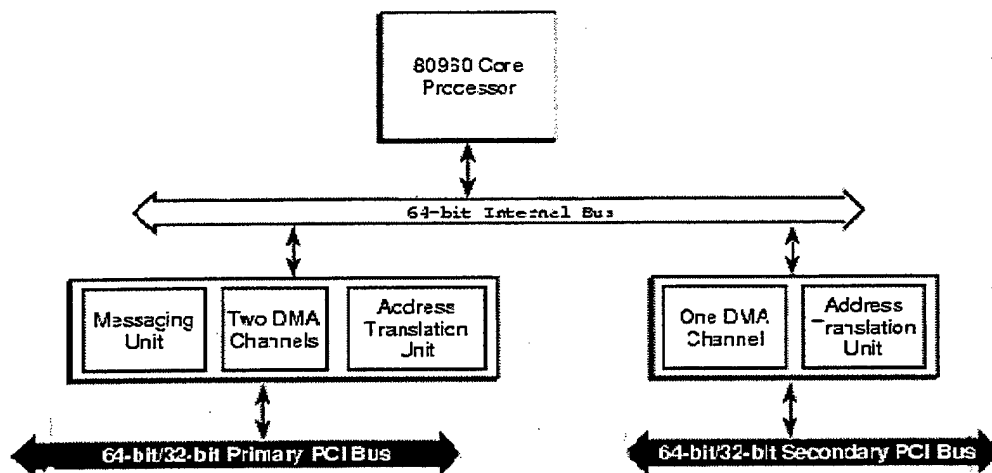 80960 Core
Processor
64-bit Internal Bus
Messaging
Unit
Two DMA
Channels
Address
Translation
Unit
One DMA
Channel
Address
Translation
Unit
64-bit/32-bit Primary PCI Bus
64-bit/32-bit Secondary PCI Bus